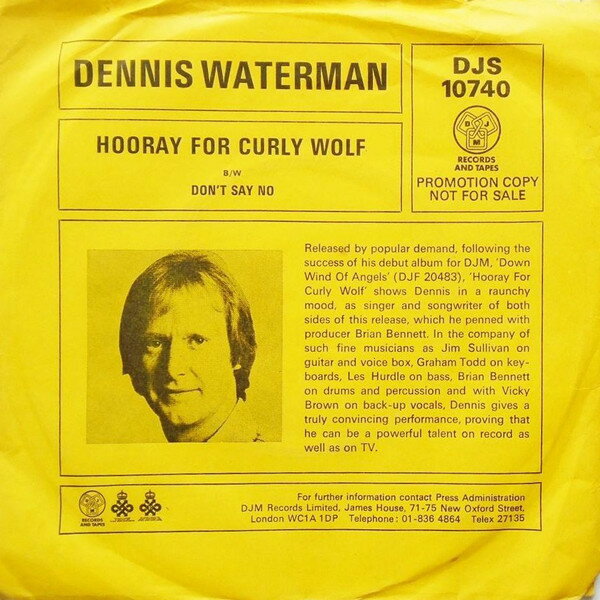 DENNIS WATERMAN
HOORAY FOR CURLY WOLF
B/W
DON'T SAY NO
DJS
10740
D J
M
RECORDS
AND TAPES
PROMOTION COPY
NOT FOR SALE
Released by popular demand, following the
success of his debut album for DJM, 'Down
Wind Of Angels' (DJF 20483), 'Hooray For
Curly Wolf' shows Dennis in a raunchy
mood, as singer and songwriter of both
sides of this release, which he penned with
producer Brian Bennett. In the company of
such fine musicians as Jim Sullivan on
guitar and voice box, Graham Todd on key-
boards, Les Hurdle on bass, Brian Bennett
on drums and percussion and with Vicky
Brown on back-up vocals, Dennis gives a
truly convincing performance, proving that
he can be a powerful talent on record as
well as on TV.
RECORDS
AND TAPES
For further information contact Press Administration
DJM Records Limited, James House, 71-75 New Oxford Street,
London WC1A 1DP Telephone: 01-836 4864 Telex 27135